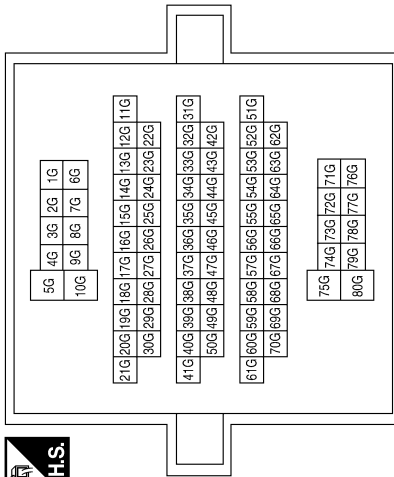 H.S.
5G 4G 3G 2G 1G
10G 9G 8G 7G 6G
21G 20G 19G 18G 17G 16G 15G 14G 13G 12G 11G
30G 29G 28G 27G 26G 25G 24G 23G 22G
41G 40G 39G 38G 37G 36G 35G 34G 33G 32G 31G
50G 49G 48G 47G 46G 45G 44G 43G 42G
61G 60G 59G 58G 57G 56G 55G 54G 53G 52G 51G
70G 69G 68G 67G 66G 65G 64G 63G 62G
75G 74G 73G 72G 71G
80G 79G 78G 77G 76G